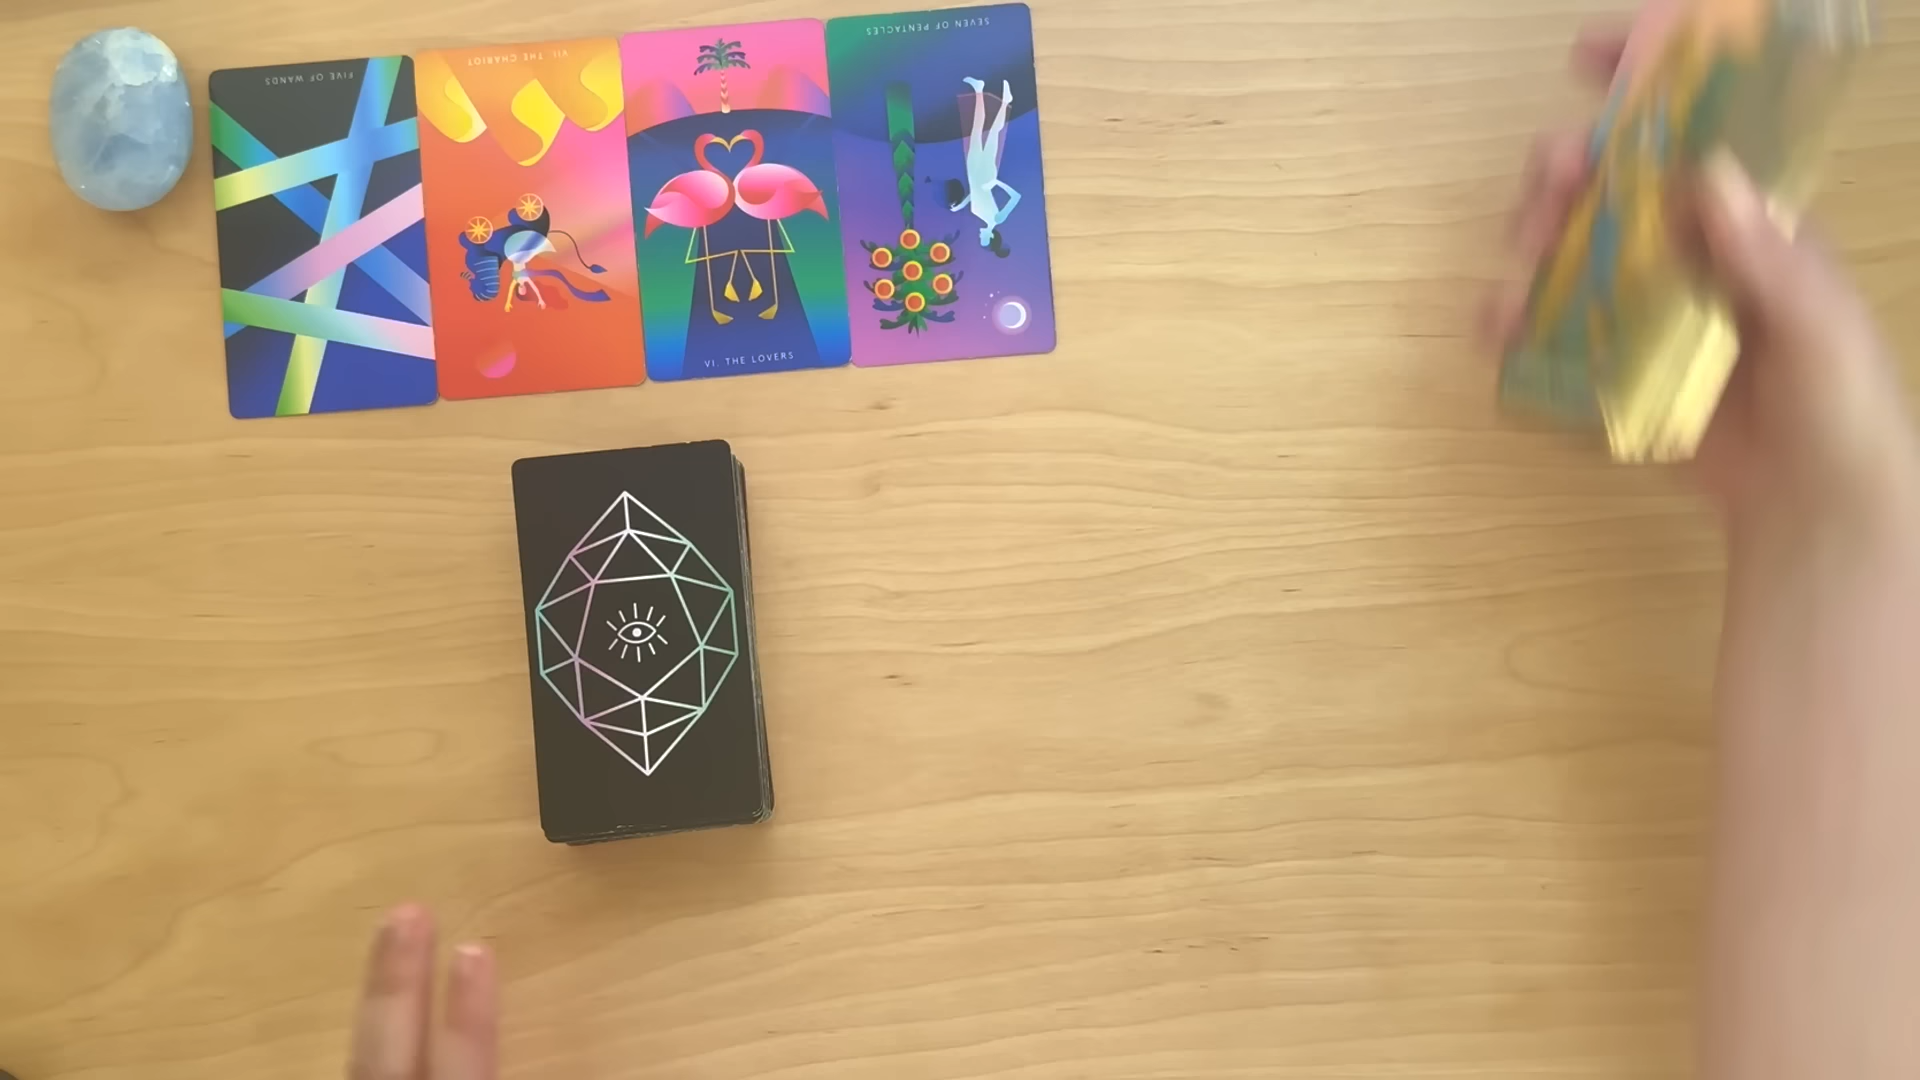 FIVE OF WANDS
VII. THE CHARIOT
VI. THE LOVERS
SEVEN OF PENTACLES